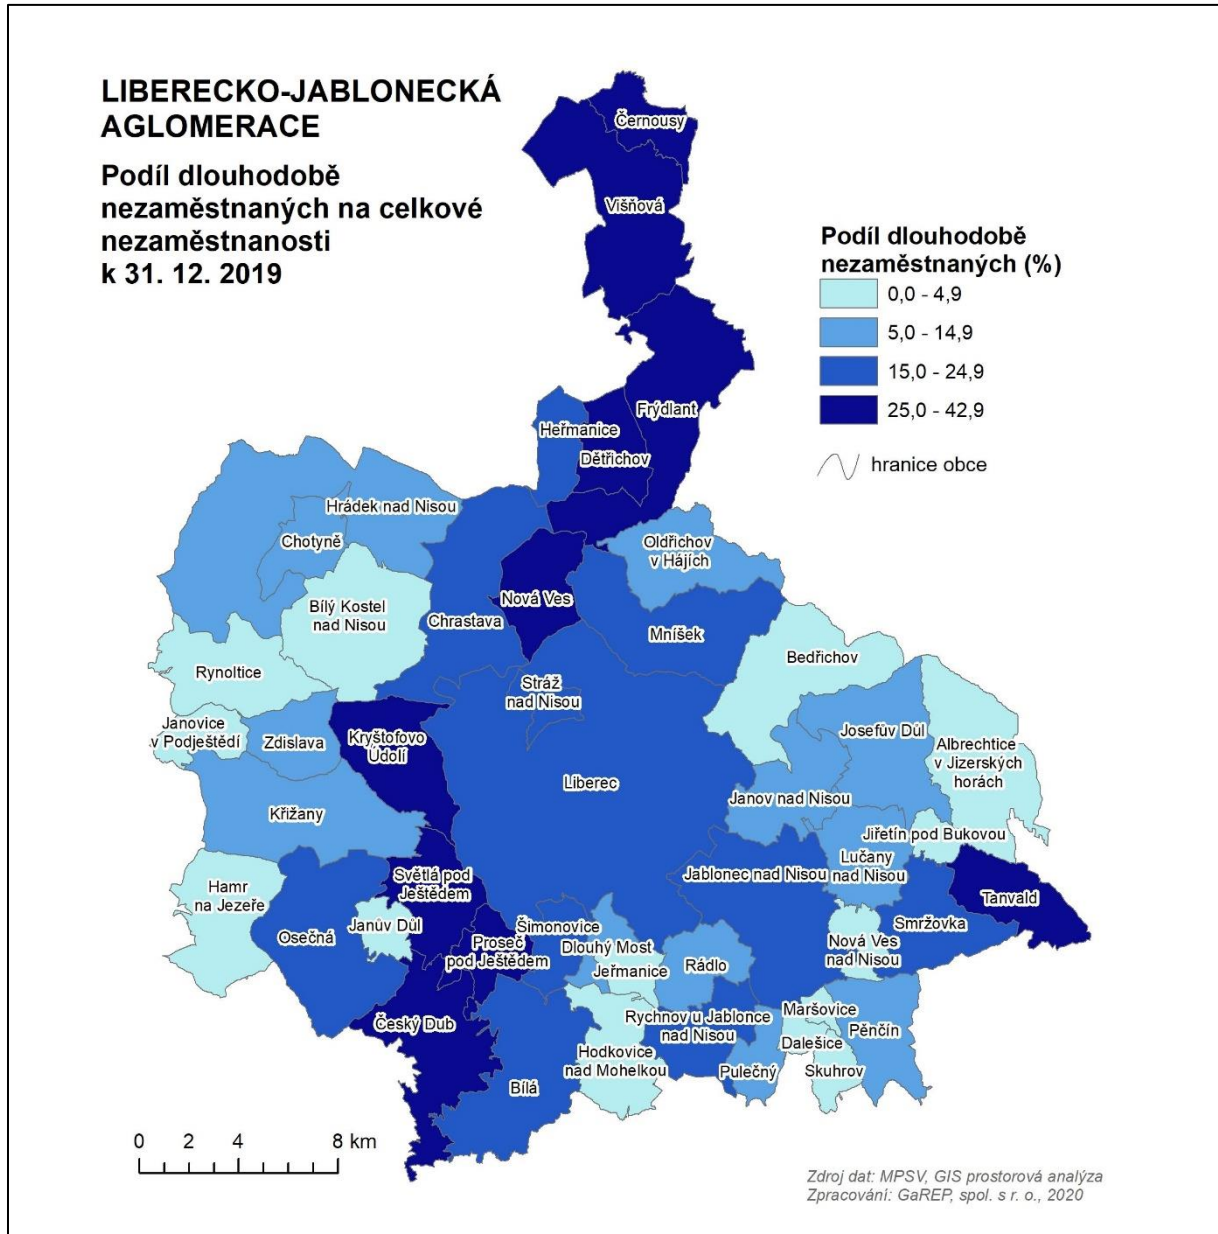 LIBERECKO-JABLONECKÁ
AGLOMERACE
Podíl dlouhodobě
nezaměstnaných na celkové
nezaměstnanosti
k 31. 12. 2019
Podíl dlouhodobě
nezaměstnaných (%)
0,0 - 4,9
5,0 - 14,9
15,0 - 24,9
25,0 - 42,9
hranice obce
Černousy
Višňová
Frýdlant
Heřmanice
Dětřichov
Hrádek nad Nisou
Chotyně
Oldřichov
v Hájích
Nová Ves
Bílý Kostel
nad Nisou
Chrastava
Mníšek
Bedřichov
Rynoltice
Stráž
nad Nisou
Janovice
v Podještědí
Zdislava
Kryštofovo
Údolí
Josefův Důl
Albrechtice
v Jizerských
horách
Liberec
Janov nad Nisou
Křižany
Jiřetín pod Bukovou
Lučany
nad Nisou
Jablonec nad Nisou
Světlá pod
Ještědem
Hamr
na Jezeře
Tanvald
Smržovka
Janův Důl
Šimonovice
Osečná
Proseč
pod Ještědem
Dlouhý Most
Nová Ves
nad Nisou
Jeřmanice
Rádlo
Maršovice
Český Dub
Rychnov u Jablonce
nad Nisou
Pěnčín
Dalešice
Hodkovice
nad Mohelkou
Pulečný
Skuhrov
Bílá
0 2 4 8 km
Zdroj dat: MPSV, GIS prostorová analýza
Zpracování: GaREP, spol. s r. o., 2020